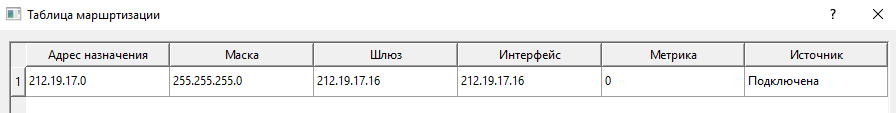 Таблица маршртизации
Адрес назначения Маска Шлюз Интерфейс Метрика Источник
1 212.19.17.0 255.255.255.0 212.19.17.16 212.19.17.16 0 Подключена